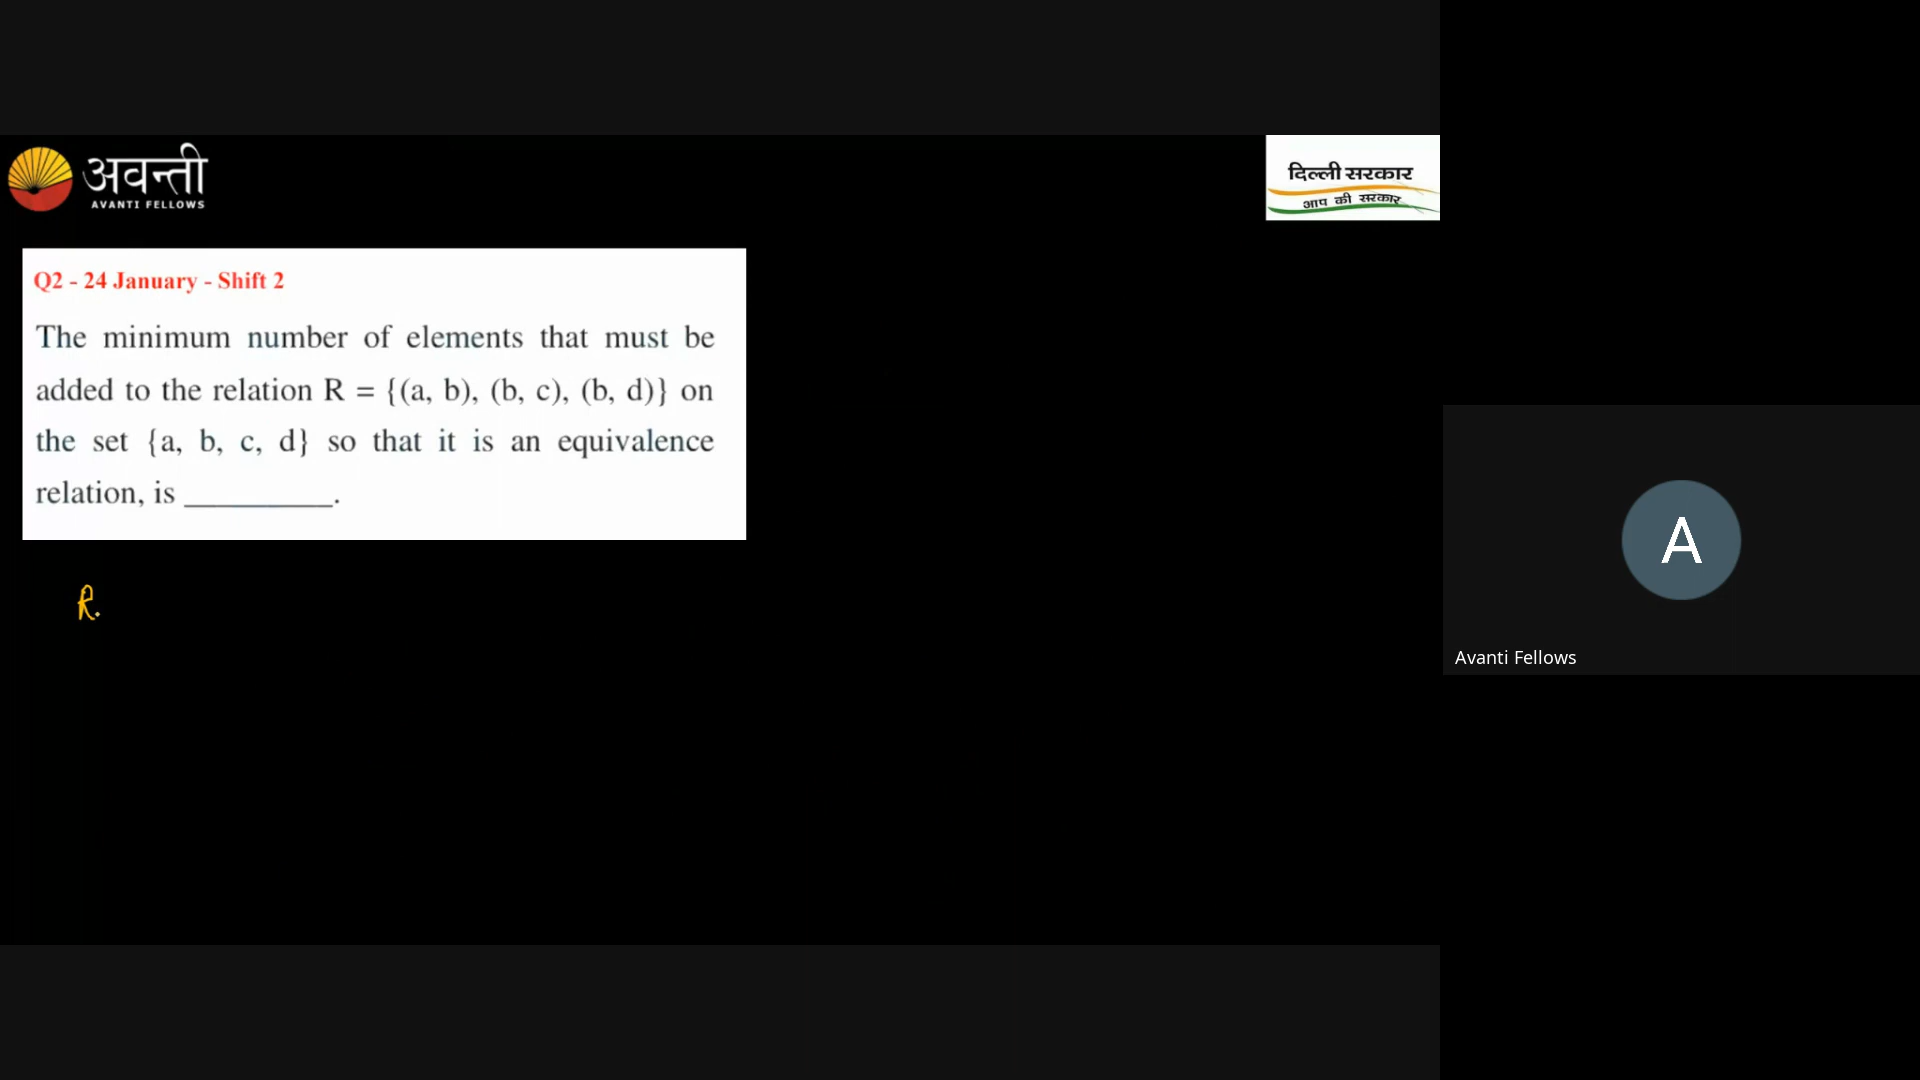 अवन्ती
AVANTI FELLOWS
दिल्ली सरकार
आप की सरकार
Q2 - 24 January - Shift 2
The minimum number of elements that must be
added to the relation R = {(a, b), (b, c), (b, d)} on
the set {a, b, c, d} so that it is an equivalence
relation, is __________.
R.
A
Avanti Fellows